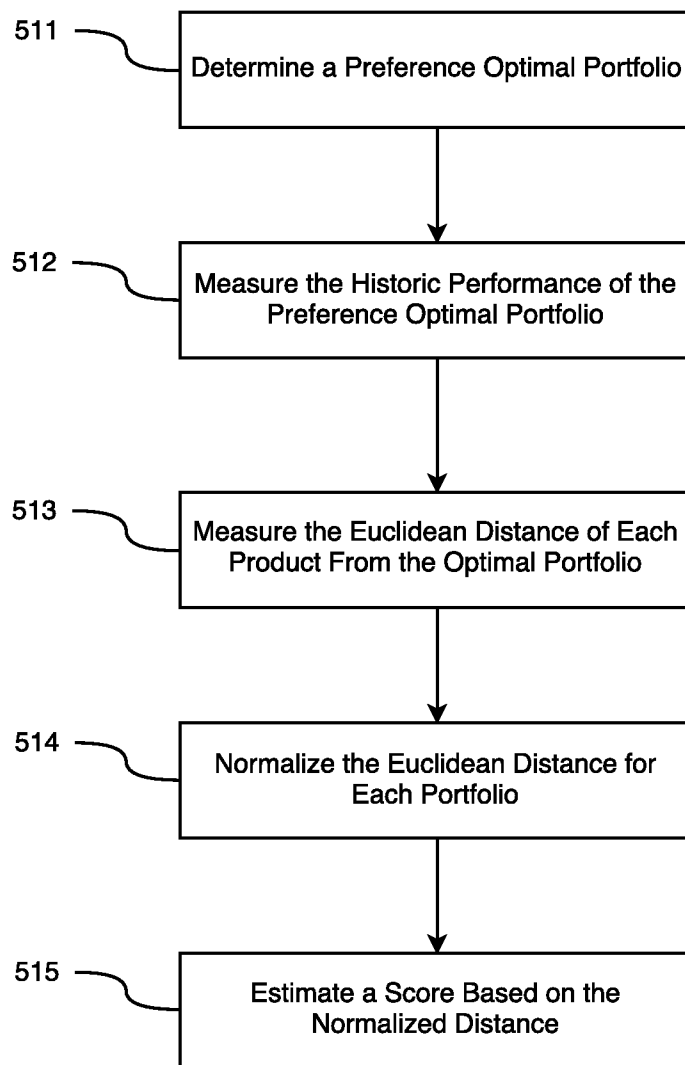 511
Determine a Preference Optimal Portfolio
512
Measure the Historic Performance of the
Preference Optimal Portfolio
513
Measure the Euclidean Distance of Each
Product From the Optimal Portfolio
514
Normalize the Euclidean Distance for
Each Portfolio
515
Estimate a Score Based on the
Normalized Distance